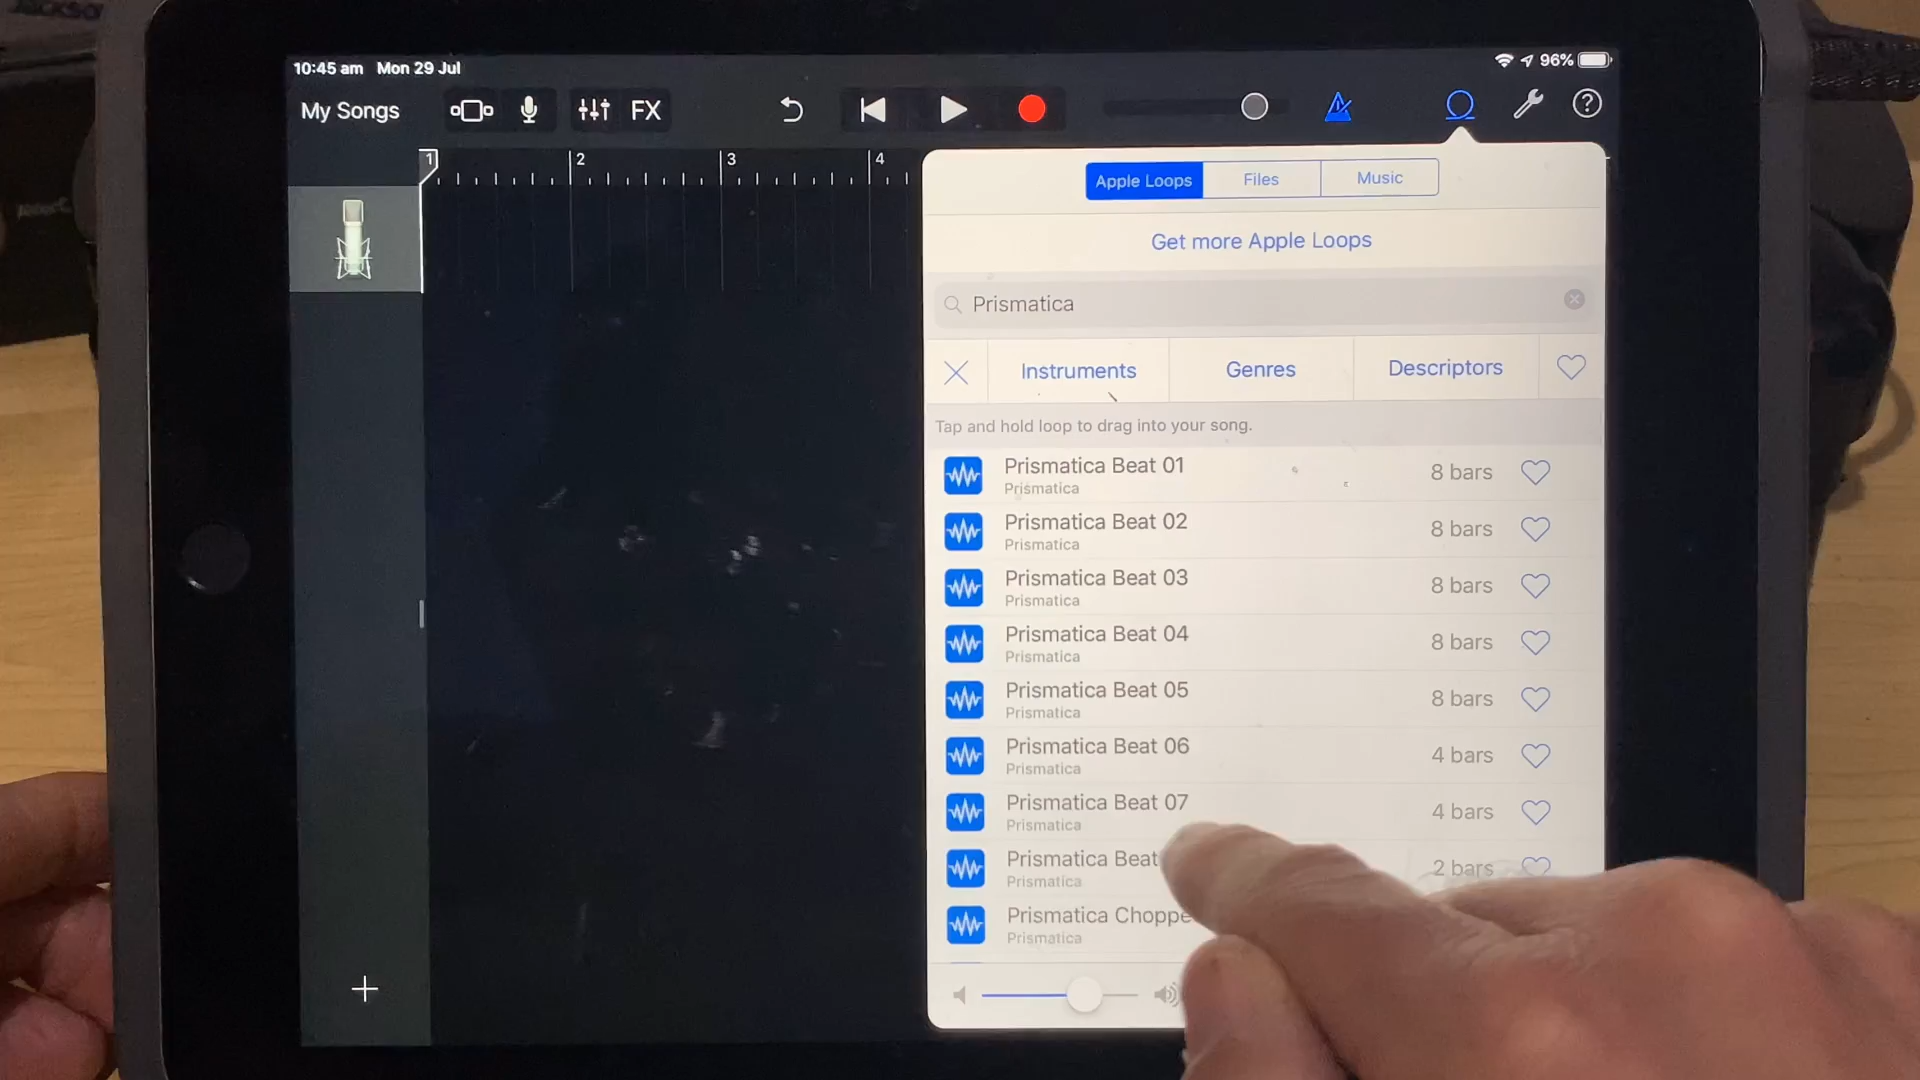 10:45 am Mon 29 Jul
96%
My Songs
FX
?
1 2 3 4
Apple Loops Files Music
Get more Apple Loops
Prismatica
Instruments Genres Descriptors
Tap and hold loop to drag into your song.
Prismatica Beat 01 8 bars
Prismatica
Prismatica Beat 02 8 bars
Prismatica
Prismatica Beat 03 8 bars
Prismatica
Prismatica Beat 04 8 bars
Prismatica
Prismatica Beat 05 8 bars
Prismatica
Prismatica Beat 06 4 bars
Prismatica
Prismatica Beat 07 4 bars
Prismatica
Prismatica Beat 2 bars
Prismatica
Prismatica Choppe
Prismatica